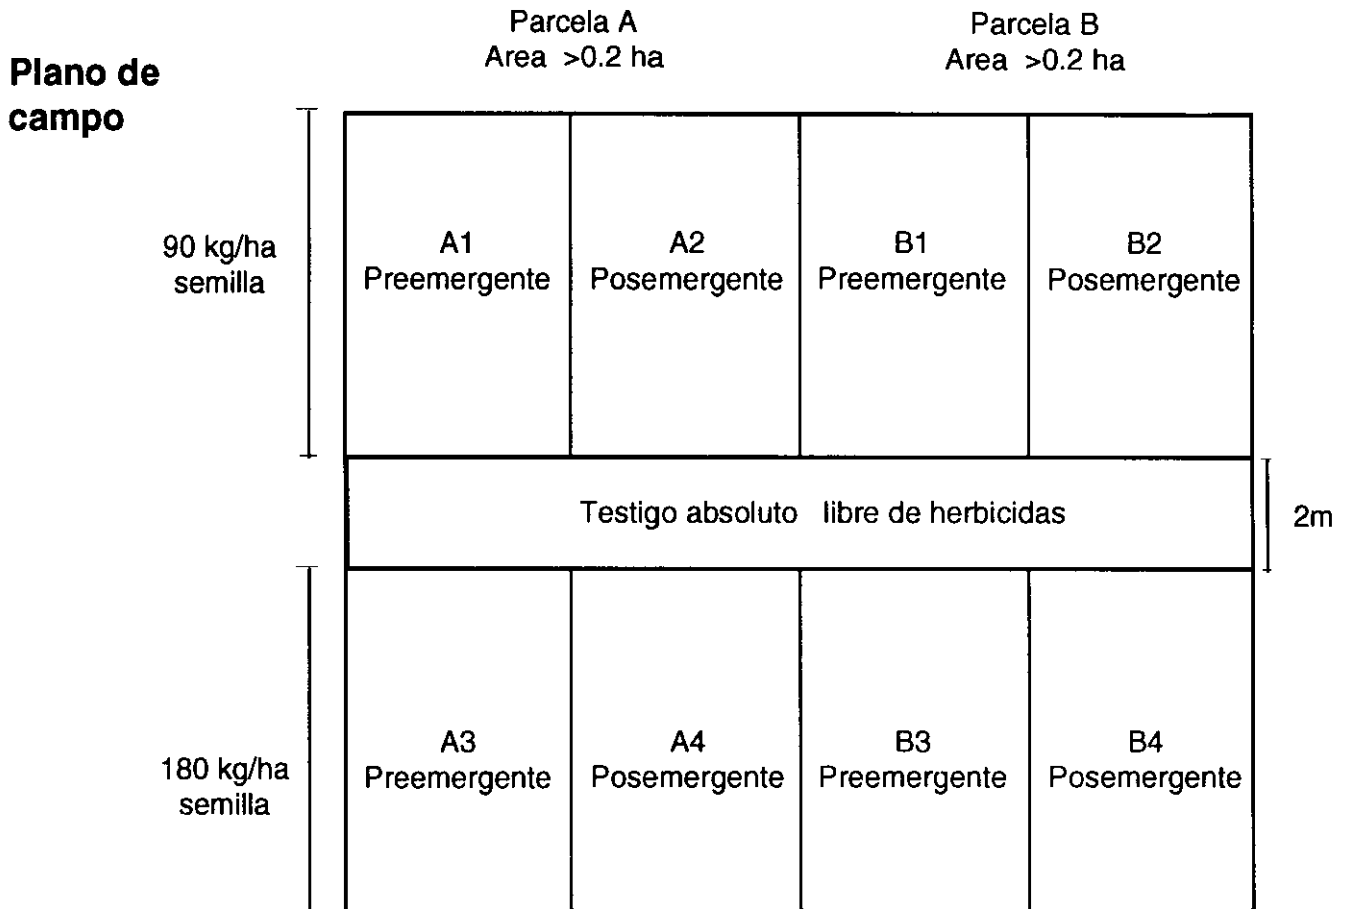 Parcela A
Area >0.2 ha
Parcela B
Area >0.2 ha
Plano de
campo
90 kg/ha
semilla
A1
Preemergente
A2
Posemergente
B1
Preemergente
B2
Posemergente
Testigo absoluto libre de herbicidas
2m
180 kg/ha
semilla
A3
Preemergente
A4
Posemergente
B3
Preemergente
B4
Posemergente